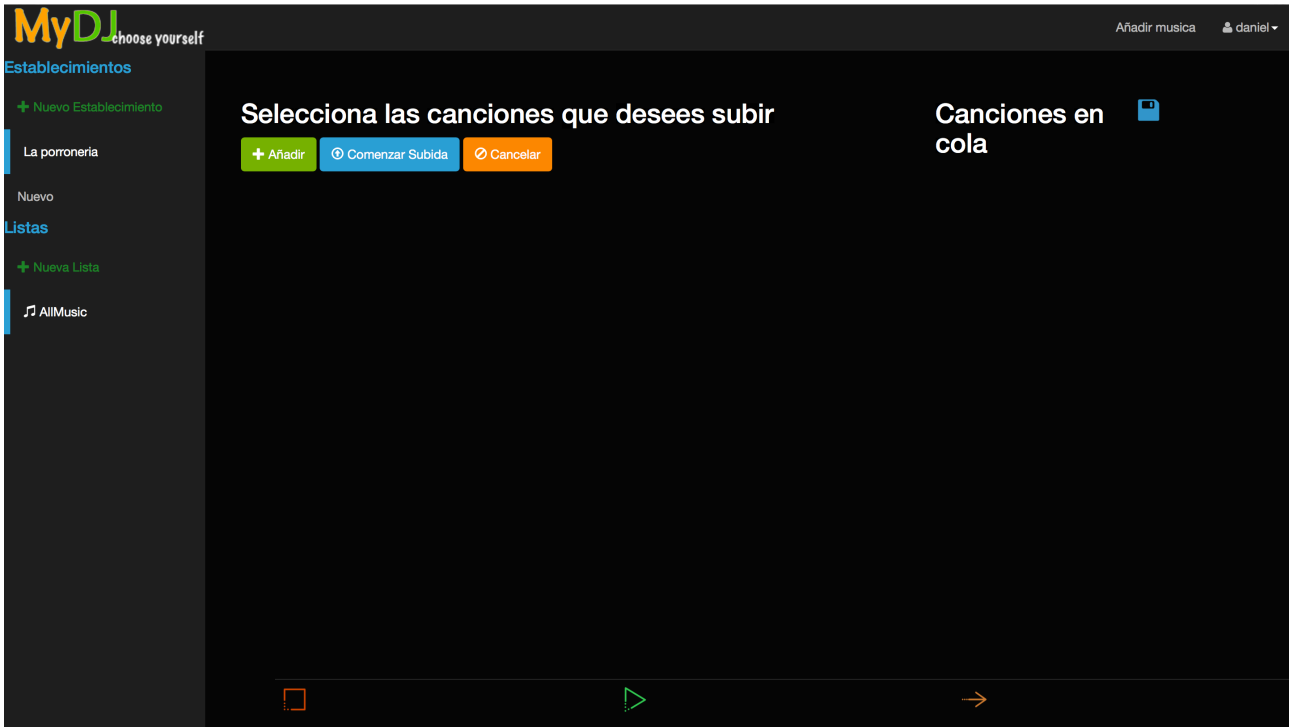 MyDJ choose yourself
Añadir musica
daniel
Establecimientos
Nuevo Establecimiento
La porroneria
Nuevo
Listas
Nueva Lista
AllMusic
Selecciona las canciones que desees subir
Añadir
Comenzar Subida
Cancelar
Canciones en
cola